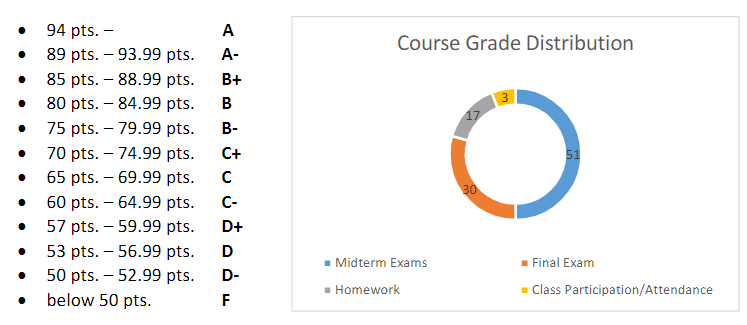 94 pts. – A
89 pts. – 93.99 pts. A-
85 pts. – 88.99 pts. B+
80 pts. – 84.99 pts. B
75 pts. – 79.99 pts. B-
70 pts. – 74.99 pts. C+
65 pts. – 69.99 pts. C
60 pts. – 64.99 pts. C-
57 pts. – 59.99 pts. D+
53 pts. – 56.99 pts. D
50 pts. – 52.99 pts. D-
below 50 pts. F
Course Grade Distribution
3
17
51
30
Midterm Exams
Final Exam
Homework
Class Participation/Attendance